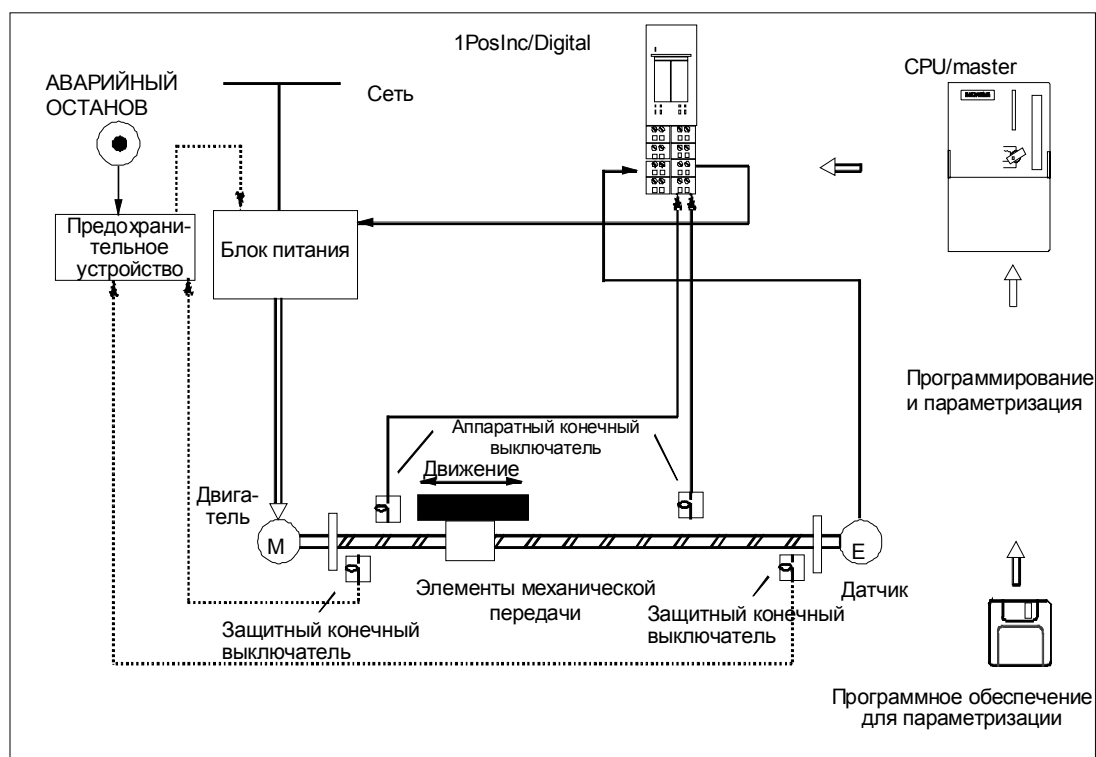 1PosInc/Digital
CPU/master
АВАРИЙНЫЙ
ОСТАНОВ
Сеть
Предохрани-
тельное
устройство
Блок питания
Программирование
и параметризация
Аппаратный конечный
выключатель
Движение
Двига-
тель
M
E
Элементы механической
передачи
Датчик
Защитный конечный
выключатель
Защитный конечный
выключатель
Программное обеспечение
для параметризации